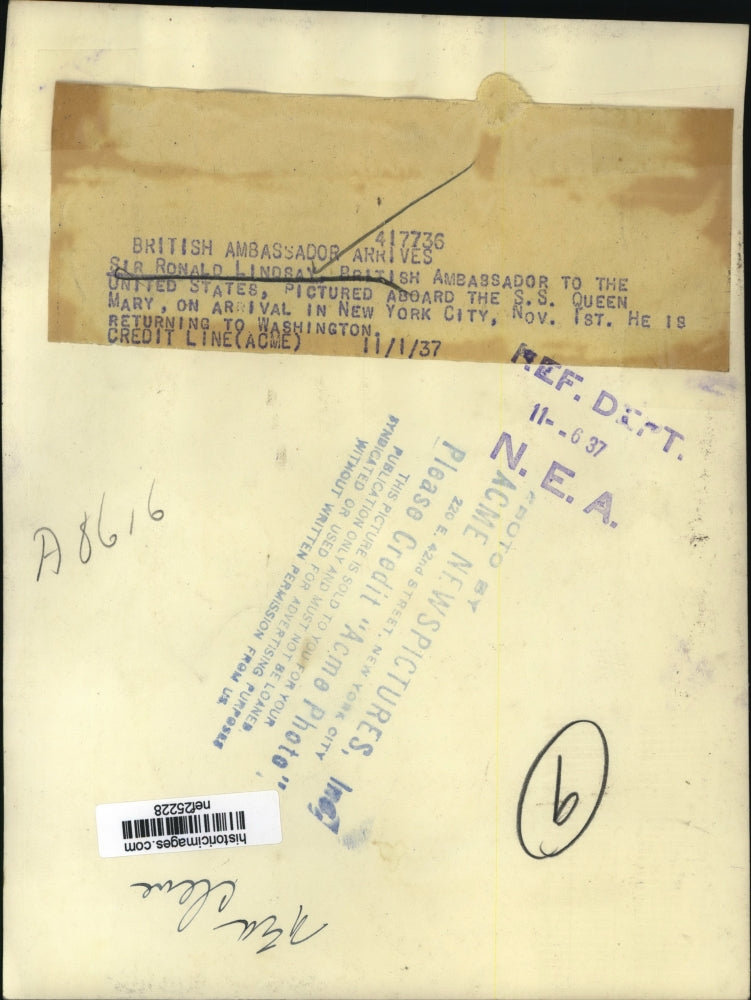 417736
BRITISH AMBASSADOR ARRIVES
SIR RONALD LINDSAY, BRITISH AMBASSADOR TO THE
UNITED STATES, PICTURED ABOARD THE S.S. QUEEN
MARY, ON ARRIVAL IN NEW YORK CITY, NOV. 1ST. HE IS
RETURNING TO WASHINGTON.
CREDIT LINE(ACME) 11/1/37
REF. DEPT.
11--6 37
N. E. A.
A 8616
PHOTO BY
ACME NEWSPICTURES, Inc.
220 E. 42nd STREET, NEW YORK CITY
Please Credit "Acme Photo",
THIS PICTURE IS SOLD TO YOU FOR YOUR
PUBLICATION ONLY AND MUST NOT BE LOANED,
SYNDICATED OR USED FOR ADVERTISING PURPOSES
WITHOUT WRITTEN PERMISSION FROM US.
9
historicimages.com
nef25228